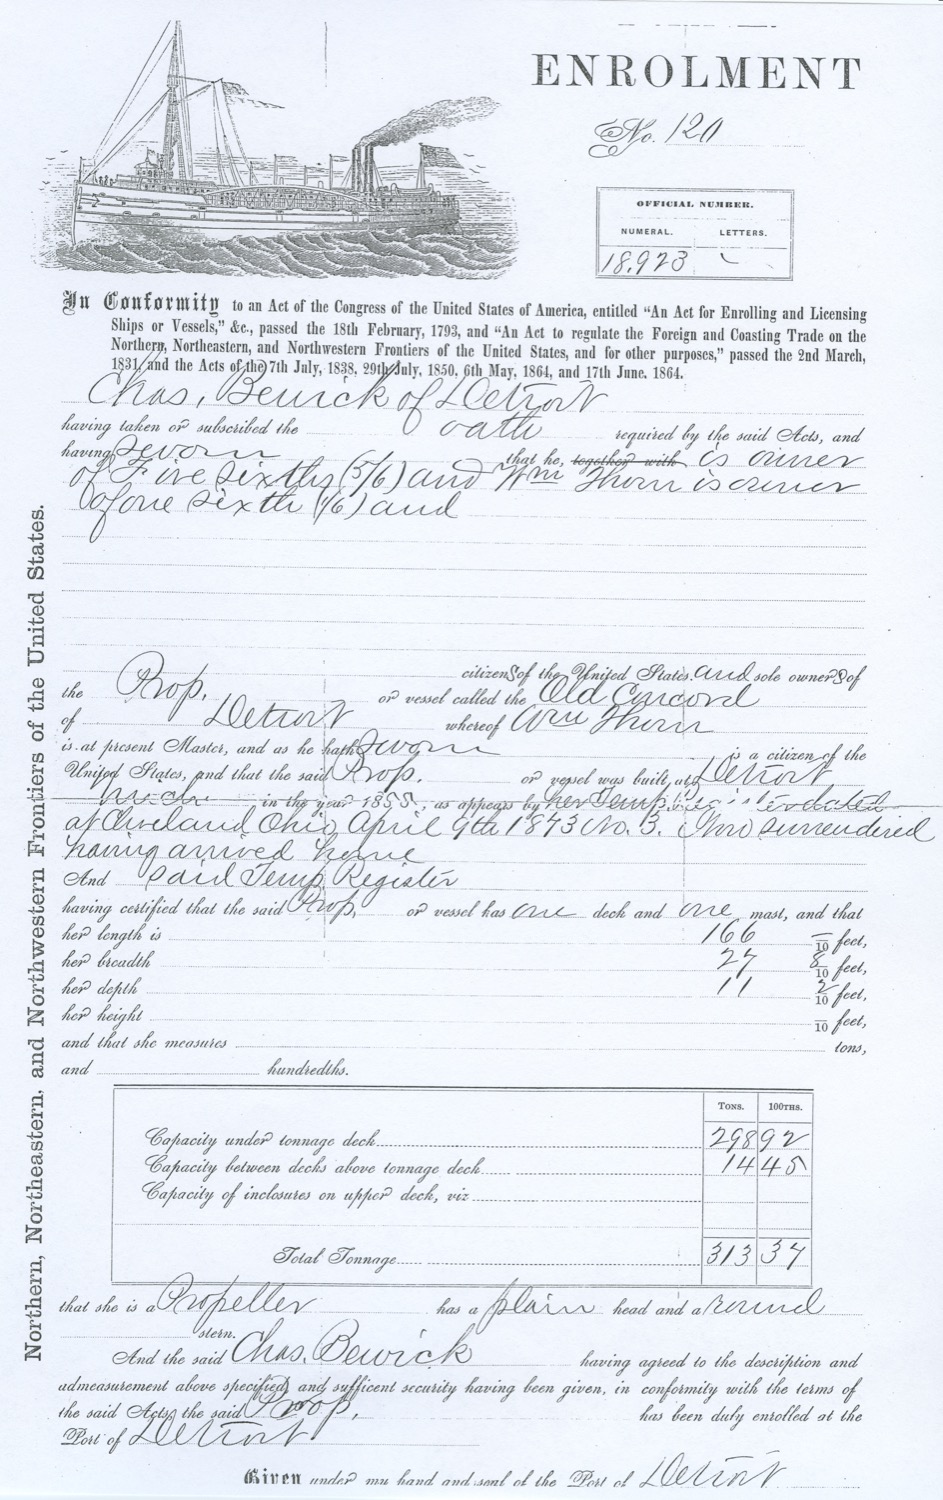 ENROLMENT
No. 120
OFFICIAL NUMBER.
NUMERAL. LETTERS.
18.923
In Conformity to an Act of the Congress of the United States of America, entitled “An Act for Enrolling and Licensing
Ships or Vessels,” &c., passed the 18th February, 1793, and “An Act to regulate the Foreign and Coasting Trade on the
Northern, Northeastern, and Northwestern Frontiers of the United States, and for other purposes,” passed the 2nd March,
1831, and the Acts of the 7th July, 1838, 29th July, 1850, 6th May, 1864, and 17th June, 1864.
Chas. Bewick of Detroit
having taken or subscribed the oath required by the said Acts, and
having sworn that he, together with is owner
of Five sixths (5/6) and Wm Thorn is owner
of one sixth (1/6) and
citizens of the United States and sole owners of
the Prop. or vessel called the Old Concord
of Detroit whereof Wm Thorn
is at present Master, and as he hath sworn is a citizen of the
United States, and that the said Prop. or vessel was built at Detroit
Mich in the year 1855, as appears by her Temp. dated
at Cleveland Ohio, April 9th 1873 No. 3. Now surrendered
having arrived home
And said Temp. Register
having certified that the said Prop. or vessel has one deck and one mast, and that
her length is 166 /10 feet,
her breadth 27 8/10 feet,
her depth 11 2/10 feet,
her height /10 feet,
and that she measures tons,
and hundredths.
TONS. 100THS.
Capacity under tonnage deck 298 92
Capacity between decks above tonnage deck 14 45
Capacity of inclosures on upper deck, viz
Total Tonnage 313 37
that she is a Propeller has a plain head and a round
stern.
And the said Chas. Bewick having agreed to the description and
admeasurement above specified and sufficent security having been given, in conformity with the terms of
the said Acts, the said Prop. has been duly enrolled at the
Port of Detroit
Given under my hand and seal of the Port of Detroit
Northern, Northeastern, and Northwestern Frontiers of the United States.